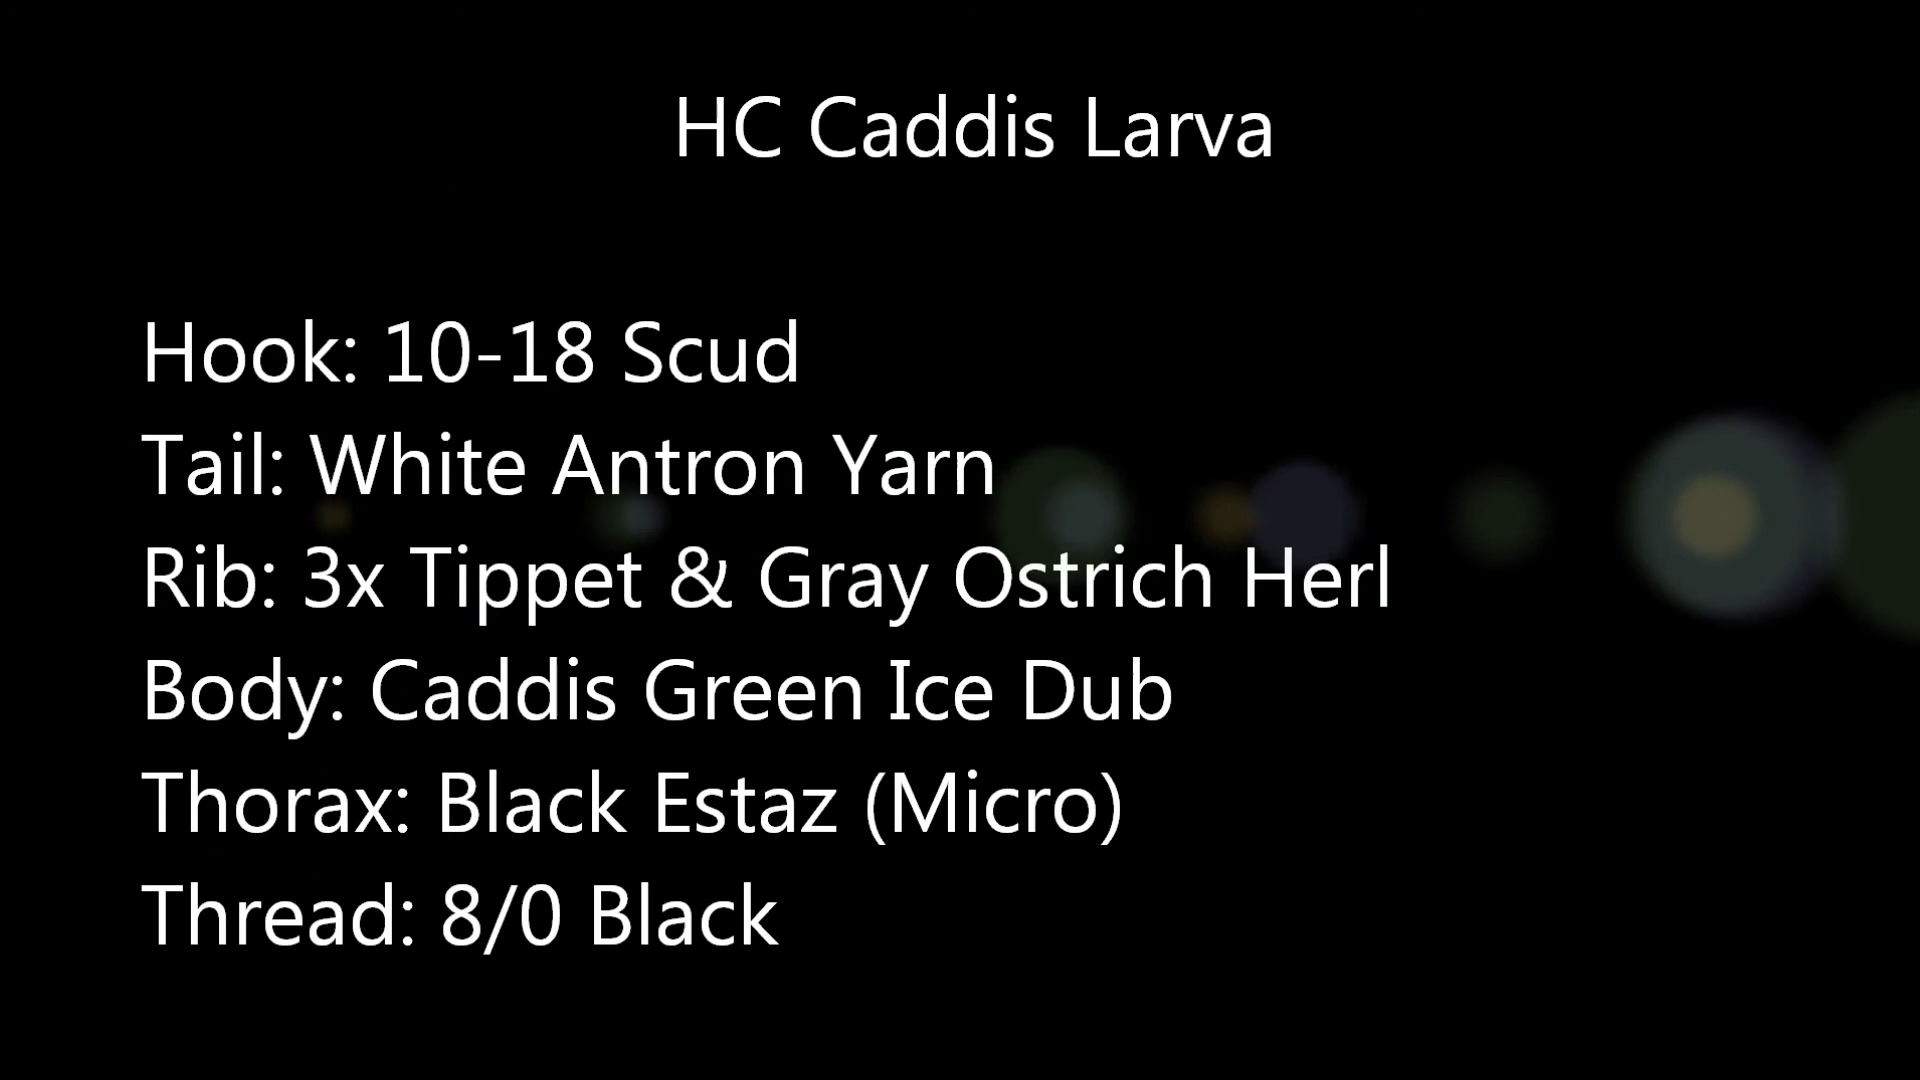 HC Caddis Larva
Hook: 10-18 Scud
Tail: White Antron Yarn
Rib: 3x Tippet & Gray Ostrich Herl
Body: Caddis Green Ice Dub
Thorax: Black Estaz (Micro)
Thread: 8/0 Black